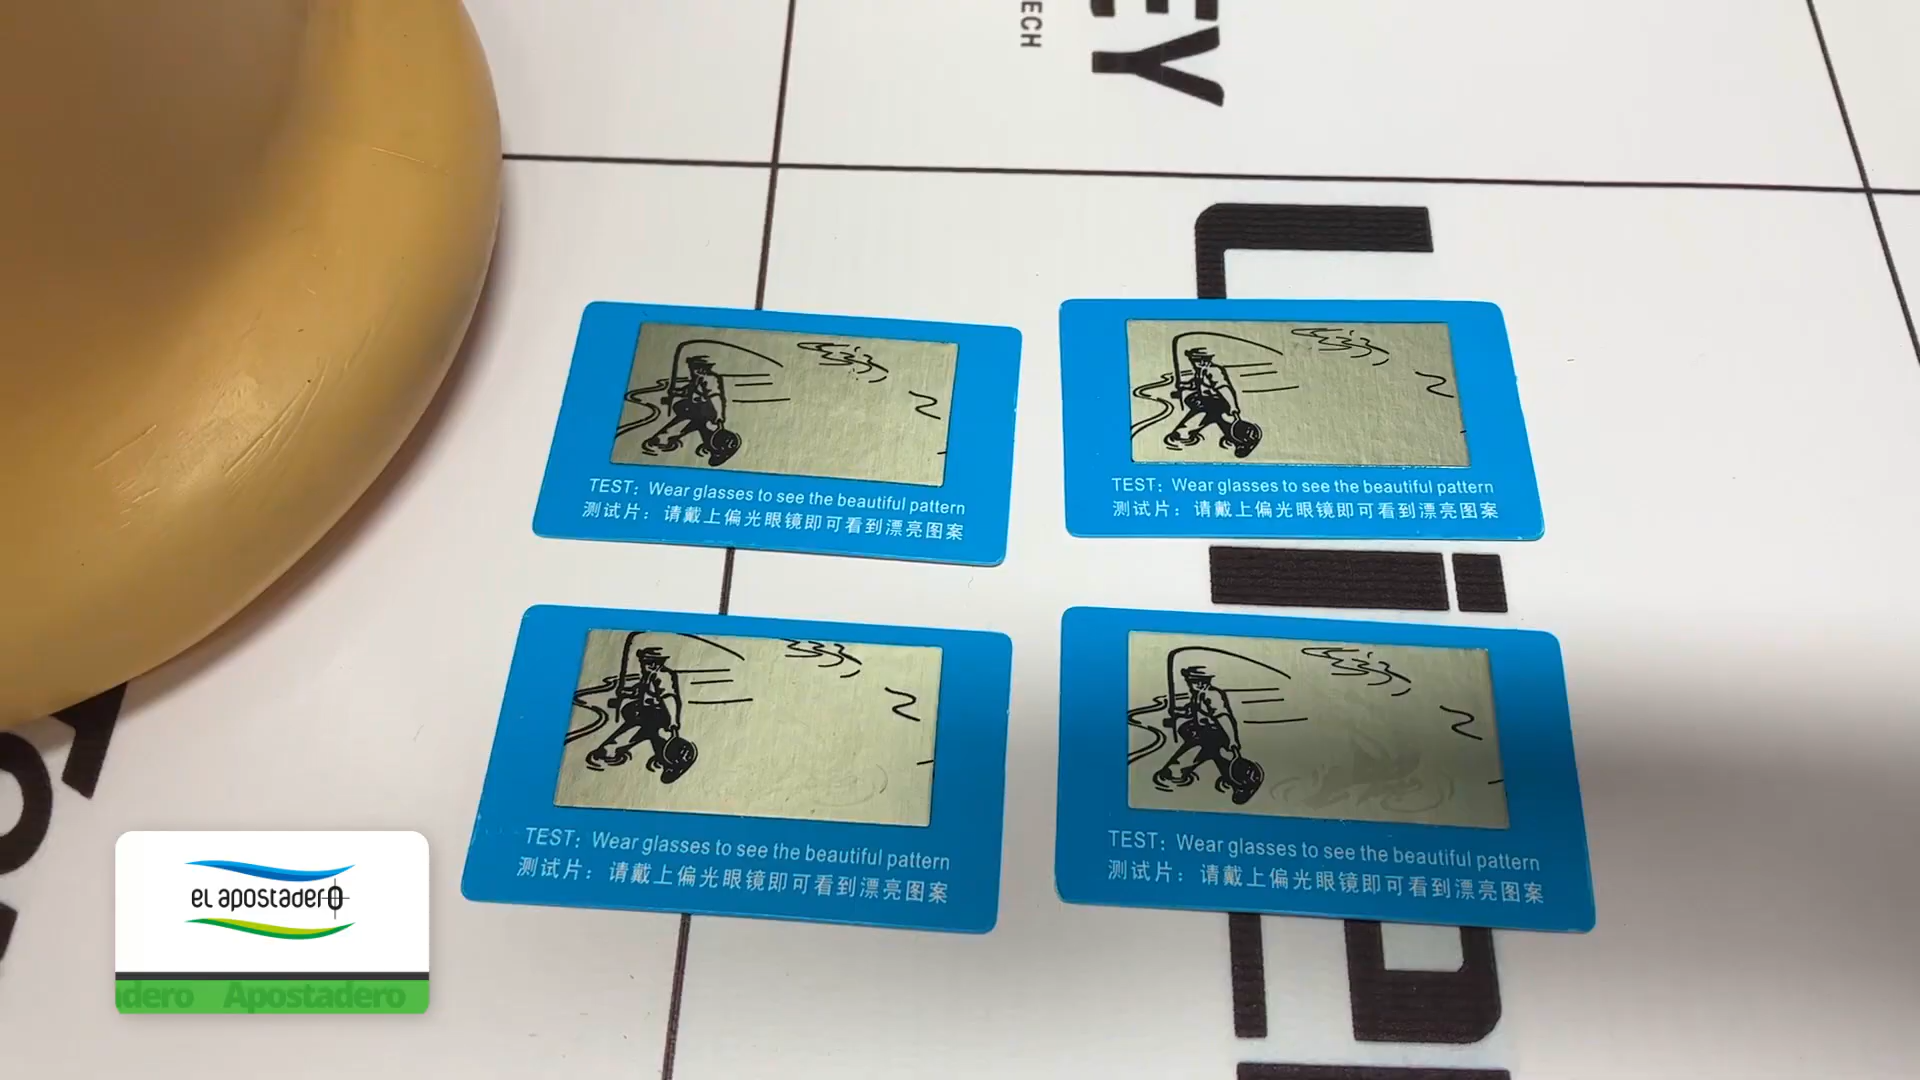 ECH
EY
TEST: Wear glasses to see the beautiful pattern
测试片：请戴上偏光眼镜即可看到漂亮图案
TEST: Wear glasses to see the beautiful pattern
测试片：请戴上偏光眼镜即可看到漂亮图案
TEST: Wear glasses to see the beautiful pattern
测试片：请戴上偏光眼镜即可看到漂亮图案
TEST: Wear glasses to see the beautiful pattern
测试片：请戴上偏光眼镜即可看到漂亮图案
el apostadero
dero Apostadero